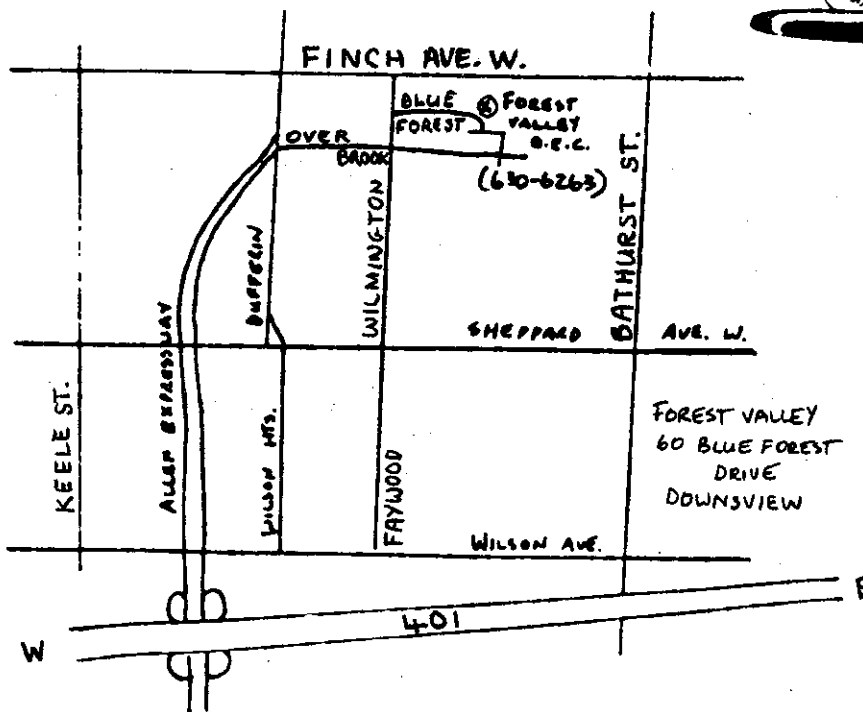 FINCH AVE. W.
BLUE
FOREST
FOREST
VALLEY
O.E.C.
(630-6263)
OVER
BROOK
KEELE ST.
ALLEN EXPRESSWAY
DUFFERIN
WILMINGTON
BATHURST ST.
SHEPPARD AVE. W.
WILSON HTS.
FAYWOOD
FOREST VALLEY
60 BLUE FOREST
DRIVE
DOWNSVIEW
WILSON AVE.
W
401
E